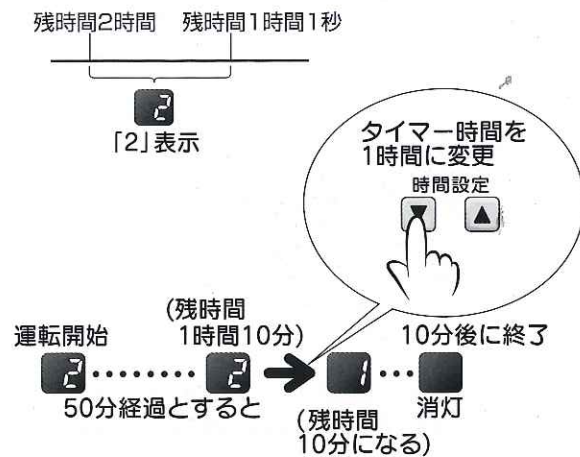 残時間2時間 残時間1時間1秒
2
「2」表示
タイマー時間を
1時間に変更
時間設定
▼ ▲
運転開始
(残時間
1時間10分)
10分後に終了
2 ‥‥‥‥ 2 → 1 ‥‥
50分経過とすると
(残時間
10分になる)
消灯